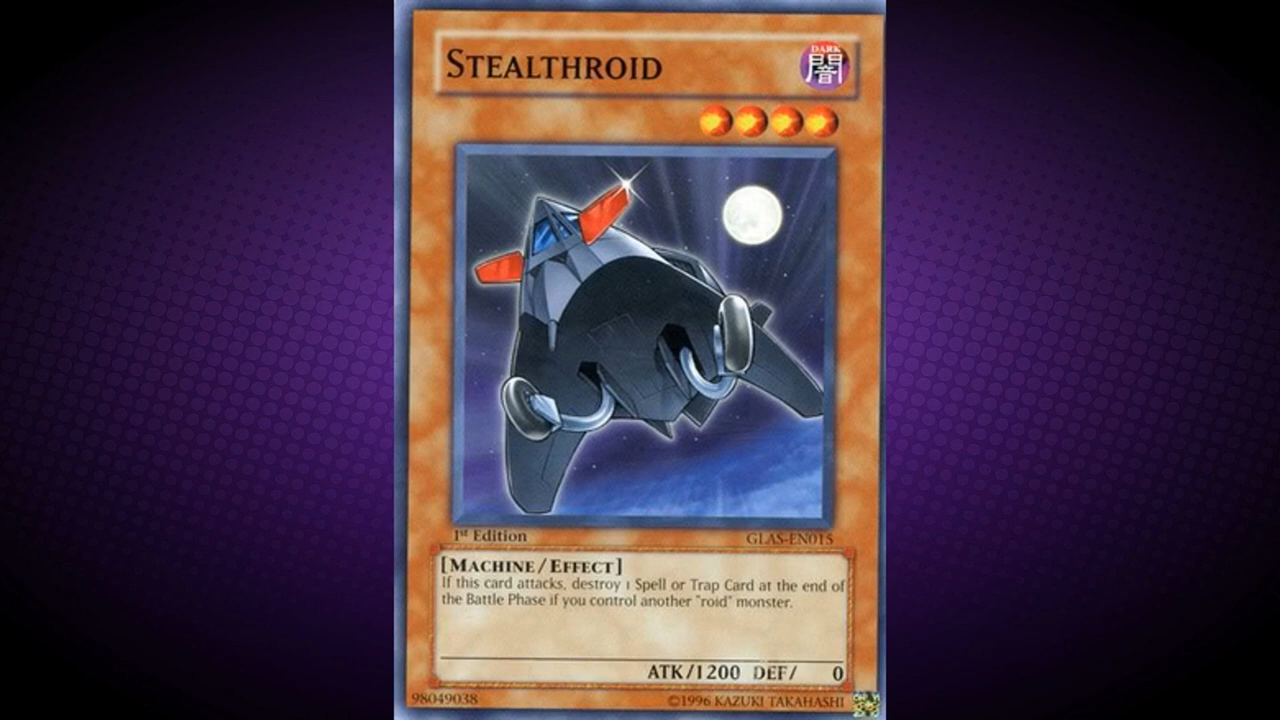 STEALTHROID
DARK
闇
1st Edition
GLAS-EN015
[MACHINE/EFFECT]
If this card attacks, destroy 1 Spell or Trap Card at the end of
the Battle Phase if you control another "roid" monster.
ATK/1200 DEF/ 0
98049038
©1996 KAZUKI TAKAHASHI